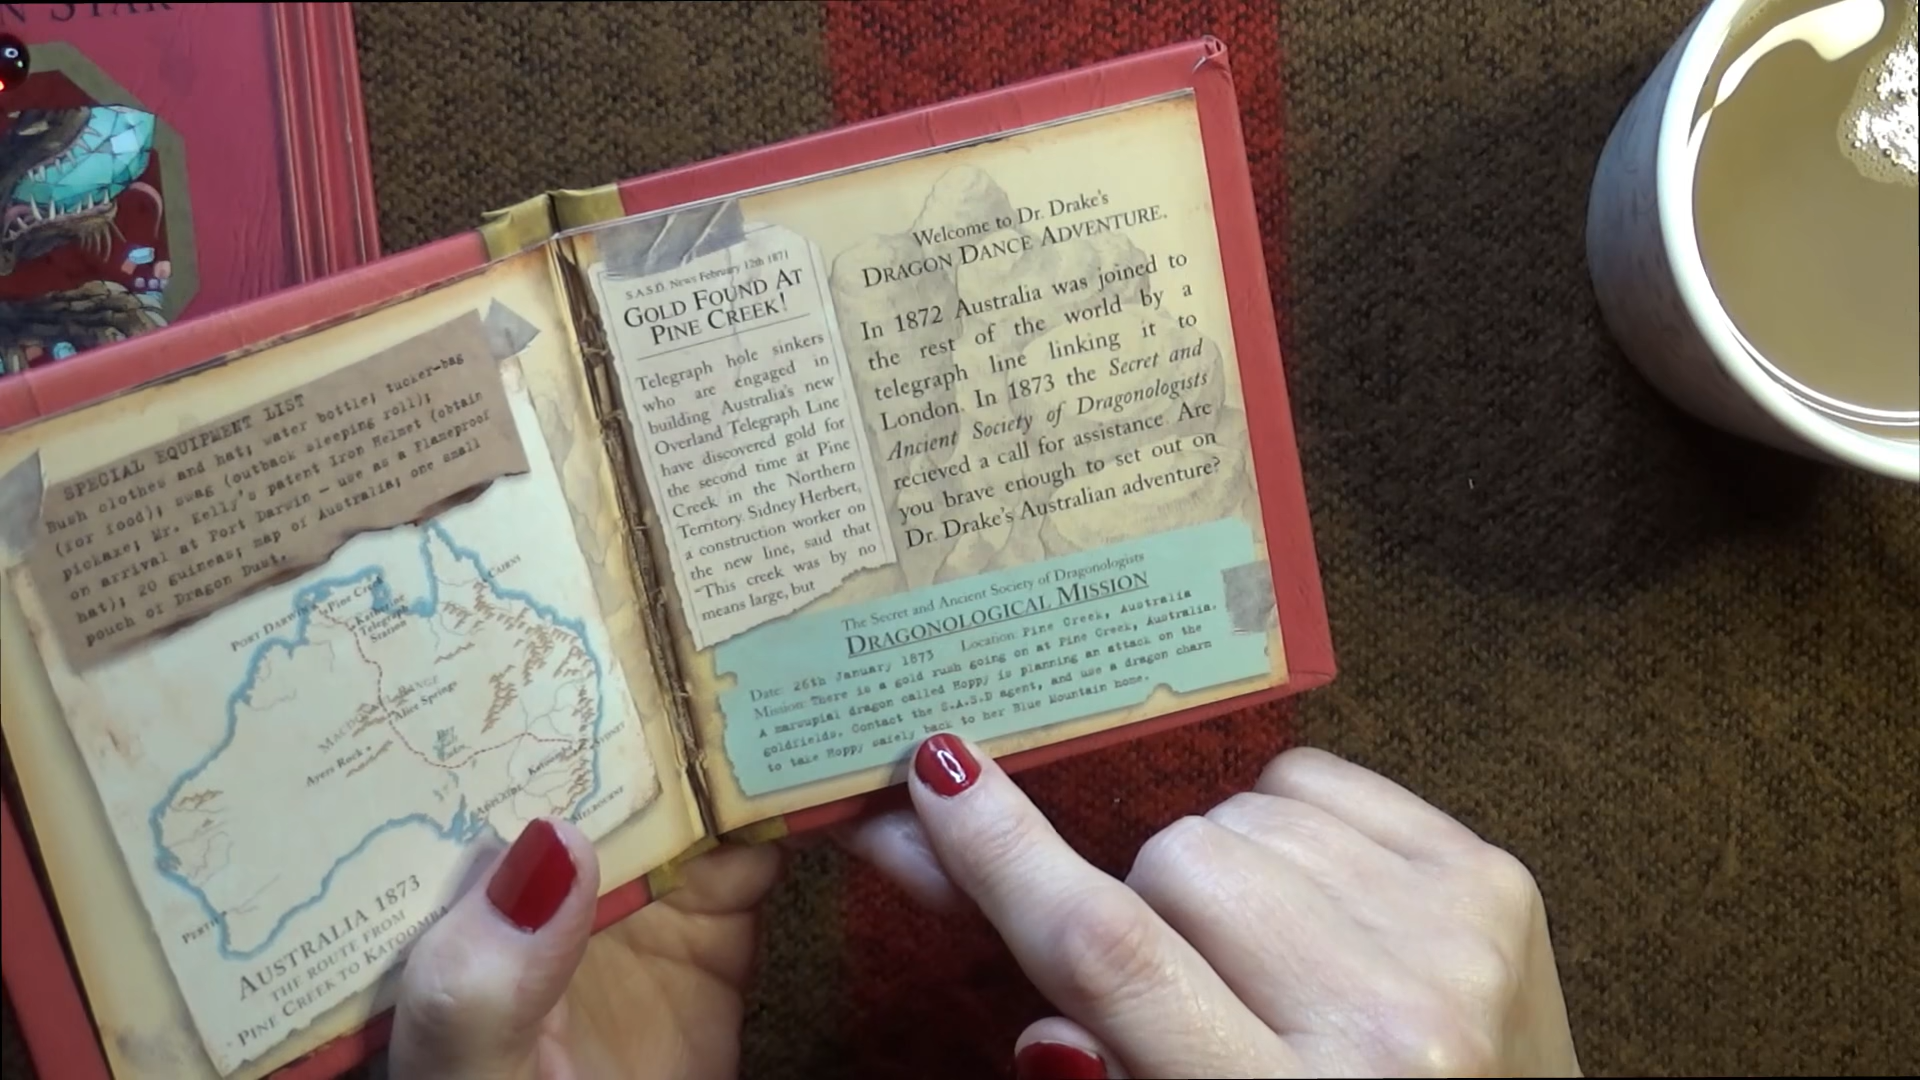 N STAR
SPECIAL EQUIPMENT LIST
Bush clothes and hat; water bottle; tucker-bag
(for food); swag (outback sleeping roll);
pickaxe; Mr. Kelly's patent Iron Helmet (obtain
on arrival at Port Darwin – use as a Flameproof
hat); 20 guineas; map of Australia; one small
pouch of Dragon Dust.
PORT DARWIN
Pine Creek
Katherine
Telegraph
Station
CAIRNS
Alice Springs
Ayers Rock
SYDNEY
ADELAIDE
MELBOURNE
PERTH
AUSTRALIA 1873
THE ROUTE FROM
PINE CREEK TO KATOOMBA
S.A.S.D. News February 12th 1871
GOLD FOUND AT
PINE CREEK!
Telegraph hole sinkers
who are engaged in
building Australia's new
Overland Telegraph Line
have discovered gold for
the second time at Pine
Creek in the Northern
Territory. Sidney Herbert,
a construction worker on
the new line, said that
"This creek was by no
means large, but
Welcome to Dr. Drake's
DRAGON DANCE ADVENTURE.
In 1872 Australia was joined to
the rest of the world by a
telegraph line linking it to
London. In 1873 the Secret and
Ancient Society of Dragonologists
recieved a call for assistance. Are
you brave enough to set out on
Dr. Drake's Australian adventure?
The Secret and Ancient Society of Dragonologists
DRAGONOLOGICAL MISSION
Date: 26th January 1873 Location: Pine Creek, Australia
Mission: There is a gold rush going on at Pine Creek, Australia.
A marsupial dragon called Hoppy is planning an attack on the
goldfields. Contact the S.A.S.D agent, and use a dragon charm
to take Hoppy safely back to her Blue Mountain home.